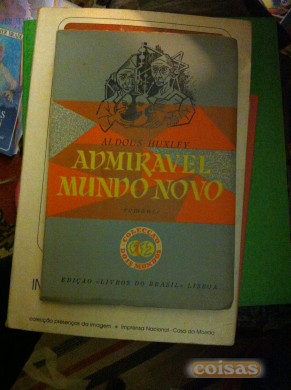 ALDOUS HUXLEY
ADMIRAVEL
MUNDO NOVO
romance
COLECÇÃO
DOIS MUNDOS
EDIÇÃO «LIVROS DO BRASIL» LISBOA
IN
colecção presenças da imagem • Imprensa Nacional-Casa da Moeda
coisas